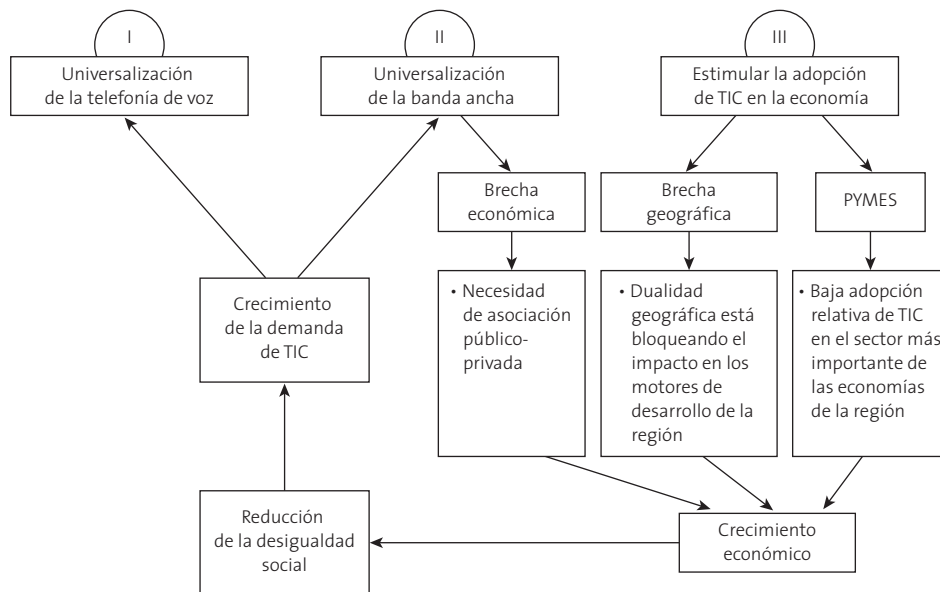 I
Universalización
de la telefonía de voz
II
Universalización
de la banda ancha
III
Estimular la adopción
de TIC en la economía
Brecha
económica
Brecha
geográfica
PYMES
Crecimiento
de la demanda
de TIC
• Necesidad
de asociación
público-
privada
• Dualidad
geográfica está
bloqueando el
impacto en los
motores de
desarrollo de la
región
• Baja adopción
relativa de TIC
en el sector más
importante de
las economías
de la región
Reducción
de la desigualdad
social
Crecimiento
económico